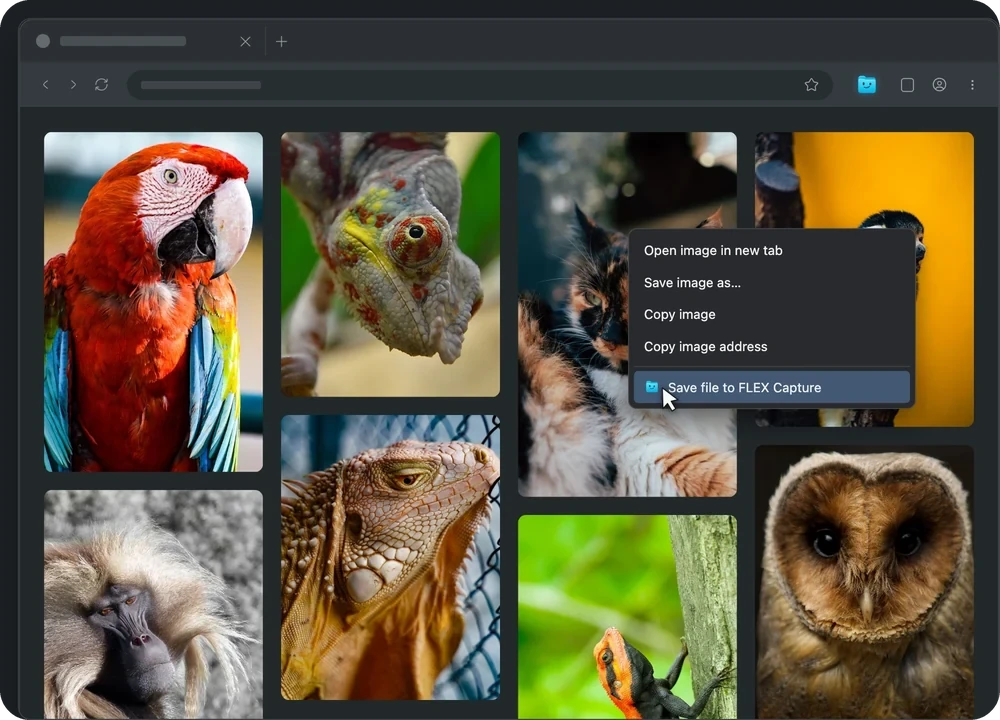 Open image in new tab
Save image as...
Copy image
Copy image address
Save file to FLEX Capture